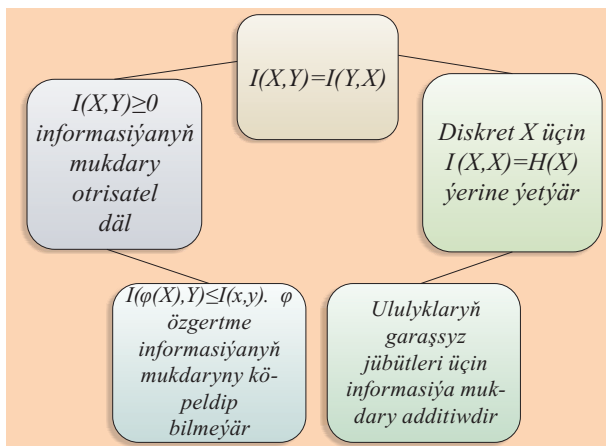 I(X,Y)=I(Y,X)
I(X,Y)≥0
informasiýanyň
mukdary
otrisatel
däl
Diskret X üçin
I(X,X)=H(X)
ýerine ýetýär
I(φ(X),Y)≤I(x,y). φ
özgertme
informasiýanyň
mukdaryny kö-
peldip
bilmeýär
Ululyklaryň
garaşsyz
jübütleri üçin
informasiýa muk-
dary additiwdir